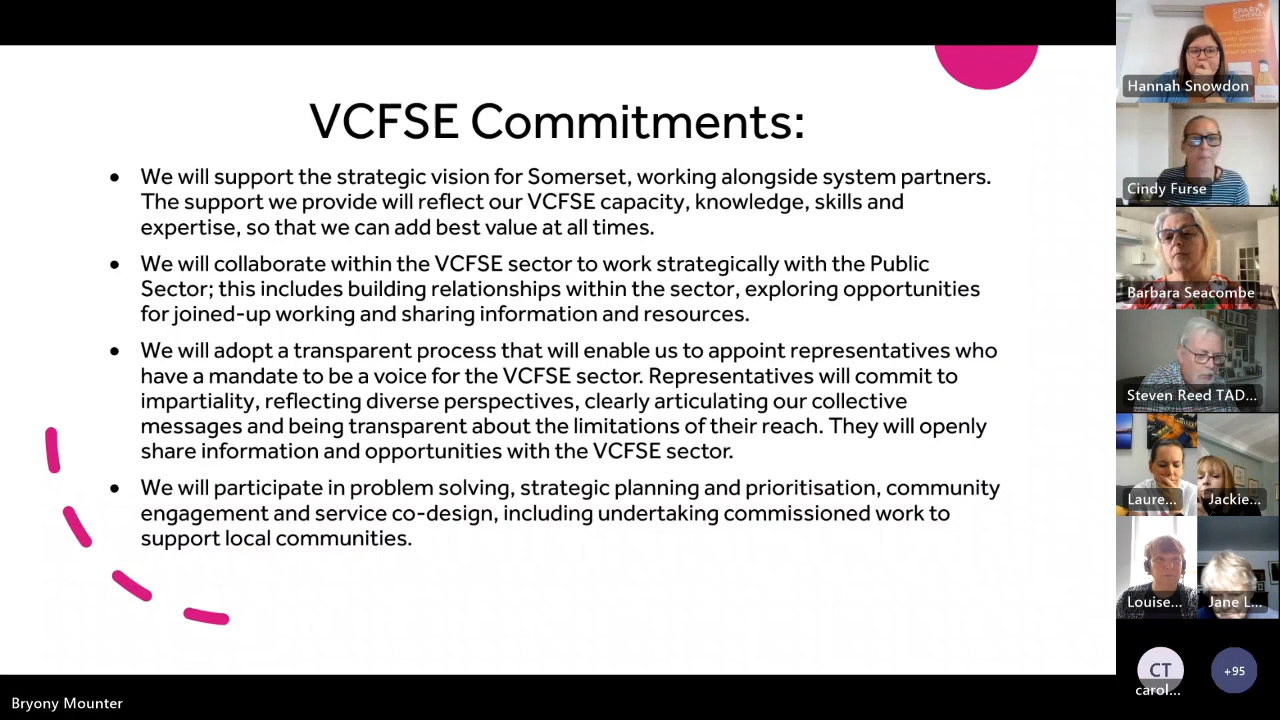 VCFSE Commitments:
• We will support the strategic vision for Somerset, working alongside system partners.
The support we provide will reflect our VCFSE capacity, knowledge, skills and
expertise, so that we can add best value at all times.
• We will collaborate within the VCFSE sector to work strategically with the Public
Sector; this includes building relationships within the sector, exploring opportunities
for joined-up working and sharing information and resources.
• We will adopt a transparent process that will enable us to appoint representatives who
have a mandate to be a voice for the VCFSE sector. Representatives will commit to
impartiality, reflecting diverse perspectives, clearly articulating our collective
messages and being transparent about the limitations of their reach. They will openly
share information and opportunities with the VCFSE sector.
• We will participate in problem solving, strategic planning and prioritisation, community
engagement and service co-design, including undertaking commissioned work to
support local communities.
Bryony Mounter
SPARK
SOMERSET
Hannah Snowdon
Cindy Furse
Barbara Seacombe
Steven Reed TAD...
Laure...
Jackie...
Louise...
Jane L...
CT
+95
carol...